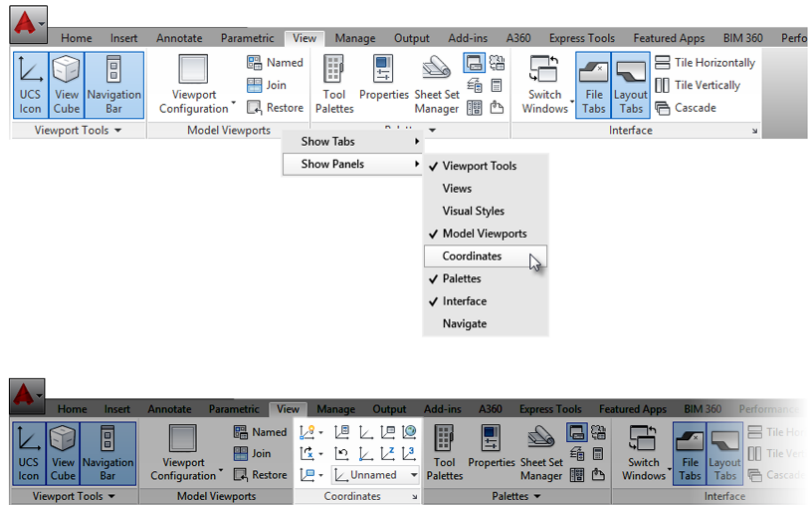 Home Insert Annotate Parametric View Manage Output Add-ins A360 Express Tools Featured Apps BIM 360 Perfo
UCS Icon
View Cube
Navigation Bar
Viewport Configuration
Named
Join
Restore
Tool Palettes
Properties
Sheet Set Manager
Switch Windows
File Tabs
Layout Tabs
Tile Horizontally
Tile Vertically
Cascade
Viewport Tools Model Viewports Interface
Show Tabs
Show Panels
Viewport Tools
Views
Visual Styles
Model Viewports
Coordinates
Palettes
Interface
Navigate
Home Insert Annotate Parametric View Manage Output Add-ins A360 Express Tools Featured Apps BIM 360
UCS Icon
View Cube
Navigation Bar
Viewport Configuration
Named
Join
Restore
Unnamed
Tool Palettes
Properties
Sheet Set Manager
Switch Windows
File Tabs
Layout Tabs
Tile
Tile
Cascade
Viewport Tools Model Viewports Coordinates Palettes Interface